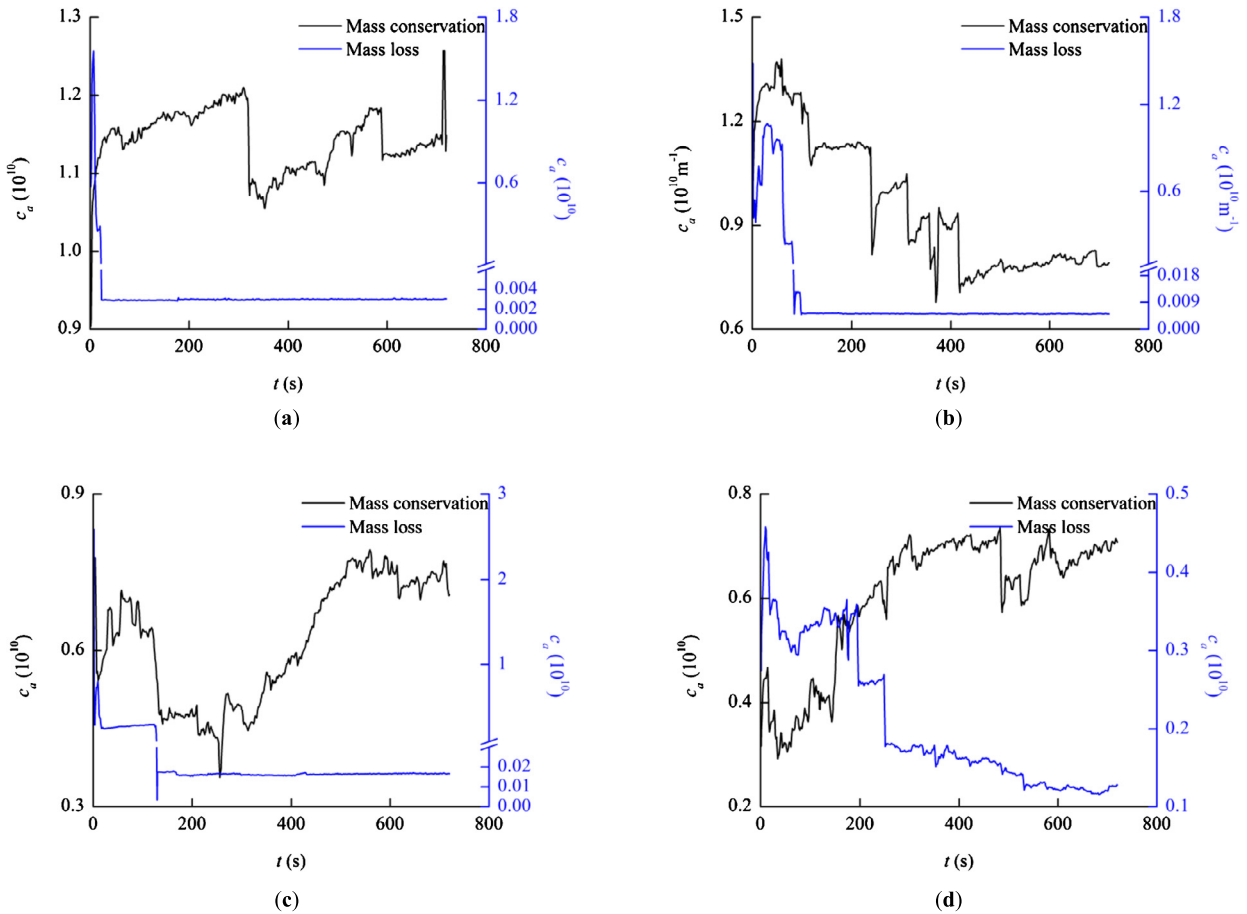 1.3
1.2
1.1
1.0
0.9
c_a (10^10)
Mass conservation
Mass loss
1.8
1.2
0.6
0.004
0.002
0.000
c_a (10^10)
0 200 400 600 800
t (s)
(a)
1.5
1.2
0.9
0.6
c_a (10^10 m^-1)
Mass conservation
Mass loss
1.8
1.2
0.6
0.018
0.009
0.000
c_a (10^10 m^-1)
0 200 400 600 800
t (s)
(b)
0.9
0.6
0.3
c_a (10^10)
Mass conservation
Mass loss
3
2
1
0.02
0.01
0.00
c_a (10^10)
0 200 400 600 800
t (s)
(c)
0.8
0.6
0.4
0.2
c_a (10^10)
Mass conservation
Mass loss
0.5
0.4
0.3
0.2
0.1
c_a (10^10)
0 200 400 600 800
t (s)
(d)